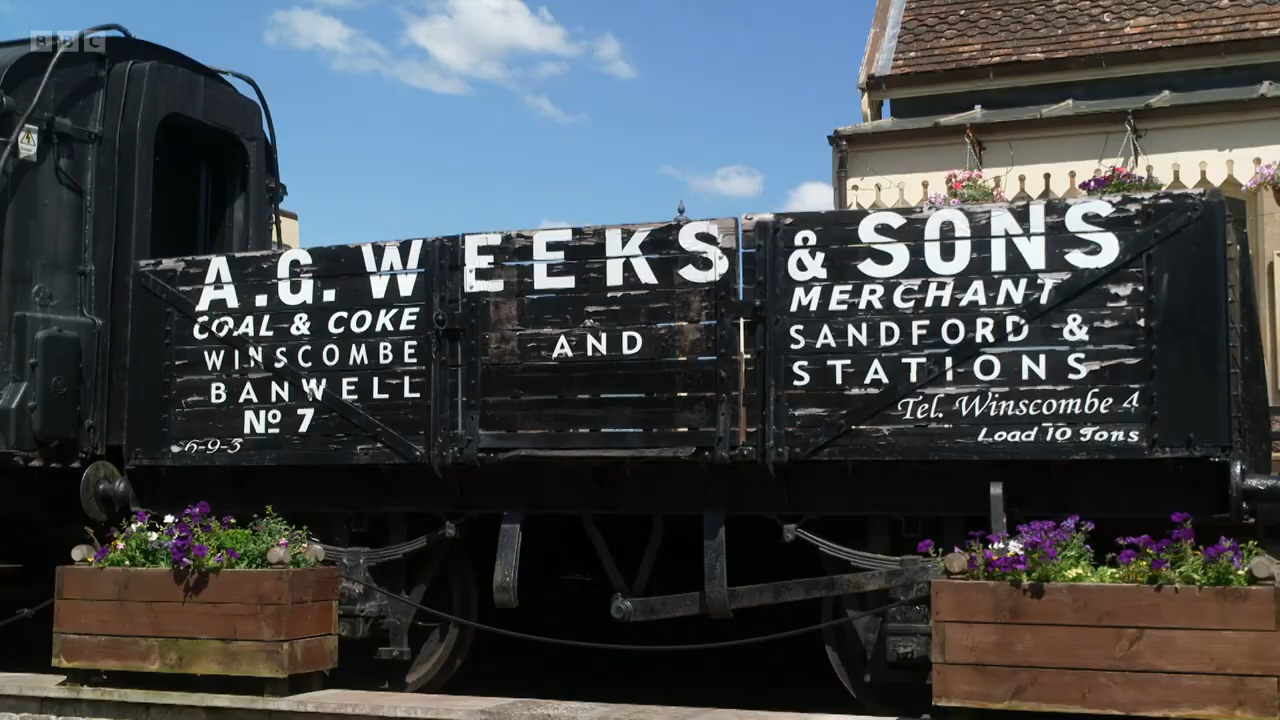 BBC
A.G. WEEKS & SONS
COAL & COKE MERCHANT
WINSCOMBE SANDFORD &
BANWELL AND STATIONS
Nº 7 Tel. Winscombe 4
6-9-3 Load 10 Tons